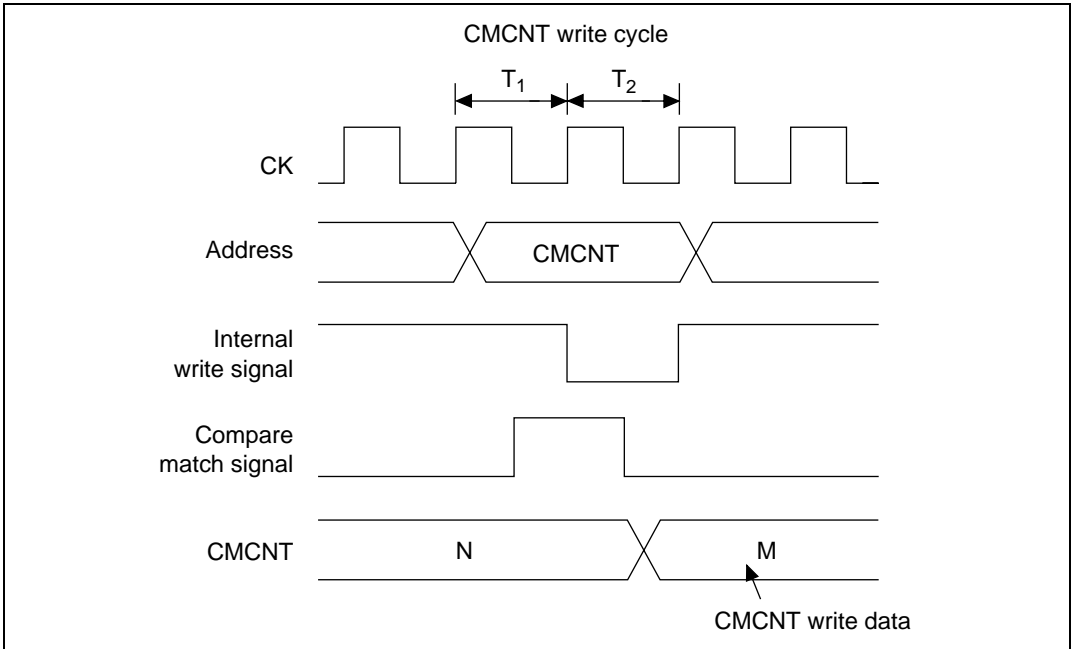 CMCNT write cycle
T1 T2
CK
Address CMCNT
Internal
write signal
Compare
match signal
CMCNT N M
CMCNT write data